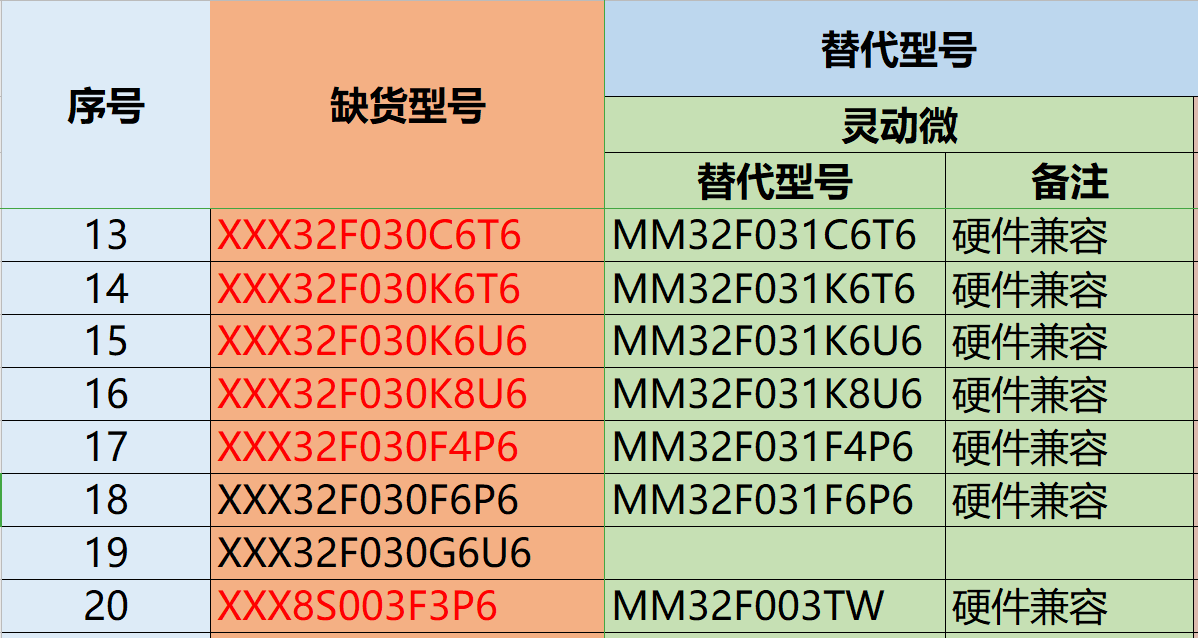 序号 缺货型号 替代型号
灵动微
替代型号 备注
13 XXX32F030C6T6 MM32F031C6T6 硬件兼容
14 XXX32F030K6T6 MM32F031K6T6 硬件兼容
15 XXX32F030K6U6 MM32F031K6U6 硬件兼容
16 XXX32F030K8U6 MM32F031K8U6 硬件兼容
17 XXX32F030F4P6 MM32F031F4P6 硬件兼容
18 XXX32F030F6P6 MM32F031F6P6 硬件兼容
19 XXX32F030G6U6
20 XXX8S003F3P6 MM32F003TW 硬件兼容